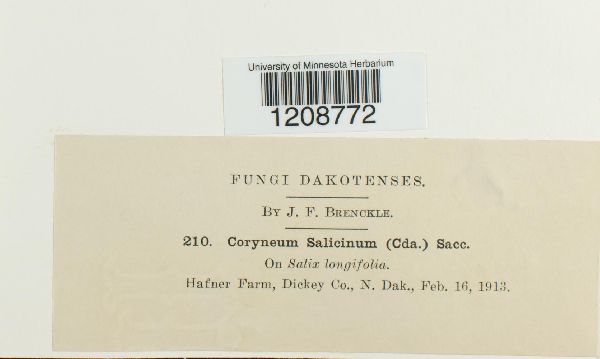 University of Minnesota Herbarium
1208772
FUNGI DAKOTENSES.
BY J. F. BRENCKLE.
210. Coryneum Salicinum (Cda.) Sacc.
On Salix longifolia.
Hafner Farm, Dickey Co., N. Dak., Feb. 16, 1913.